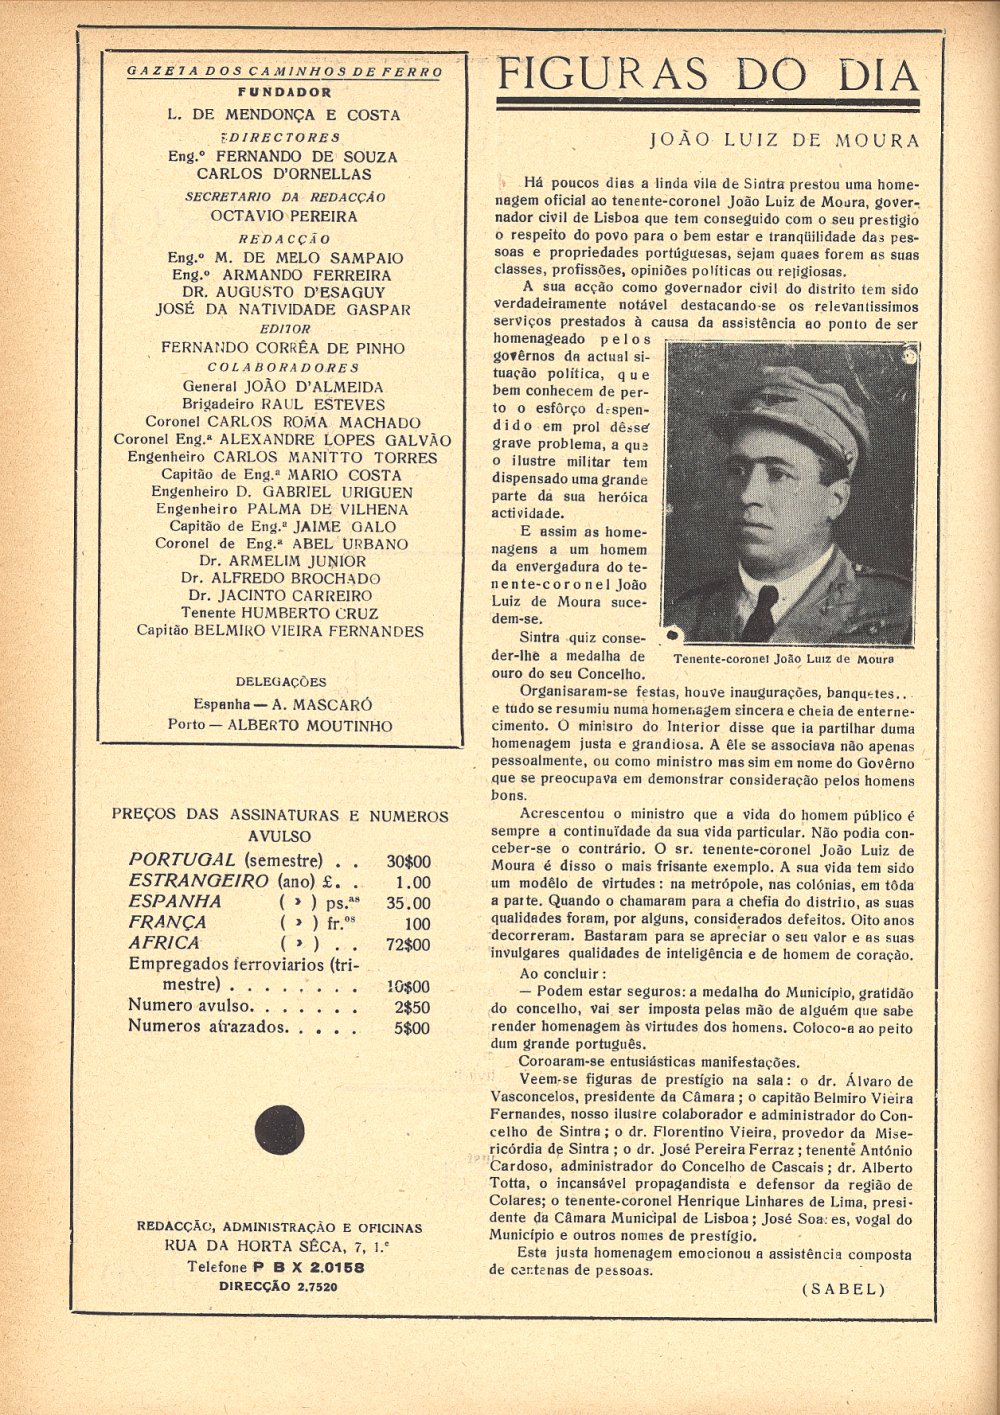 GAZETA DOS CAMINHOS DE FERRO
FUNDADOR
L. DE MENDONÇA E COSTA
DIRECTORES
Eng.º FERNANDO DE SOUZA
CARLOS D'ORNELLAS
SECRETARIO DA REDACÇÃO
OCTAVIO PEREIRA
REDACÇÃO
Eng.º M. DE MELO SAMPAIO
Eng.º ARMANDO FERREIRA
DR. AUGUSTO D'ESAGUY
JOSÉ DA NATIVIDADE GASPAR
EDITOR
FERNANDO CORRÊA DE PINHO
COLABORADORES
General JOÃO D'ALMEIDA
Brigadeiro RAUL ESTEVES
Coronel CARLOS ROMA MACHADO
Coronel Eng.ª ALEXANDRE LOPES GALVÃO
Engenheiro CARLOS MANITTO TORRES
Capitão de Eng.ª MARIO COSTA
Engenheiro D. GABRIEL URIGUEN
Engenheiro PALMA DE VILHENA
Capitão de Eng.ª JAIME GALO
Coronel de Eng.ª ABEL URBANO
Dr. ARMELIM JUNIOR
Dr. ALFREDO BROCHADO
Dr. JACINTO CARREIRO
Tenente HUMBERTO CRUZ
Capitão BELMIRO VIEIRA FERNANDES
DELEGAÇÕES
Espanha — A. MASCARÓ
Porto — ALBERTO MOUTINHO
PREÇOS DAS ASSINATURAS E NUMEROS
AVULSO
PORTUGAL (semestre) . . 30$00
ESTRANGEIRO (ano) £. . 1.00
ESPANHA ( » ) ps.as 35.00
FRANÇA ( » ) fr.os 100
AFRICA ( » ) . . 72$00
Empregados ferroviarios (tri-
mestre) . . . . . . . . 10$00
Numero avulso. . . . . . . 2$50
Numeros atrazados. . . . . 5$00
REDACÇÃO, ADMINISTRAÇÃO E OFICINAS
RUA DA HORTA SÊCA, 7, 1.º
Telefone P B X 2.0158
DIRECÇÃO 2.7520
FIGURAS DO DIA
JOÃO LUIZ DE MOURA
Há poucos dias a linda vila de Sintra prestou uma home-
nagem oficial ao tenente-coronel João Luiz de Moura, gover-
nador civil de Lisboa que tem conseguido com o seu prestigio
o respeito do povo para o bem estar e tranqüilidade das pes-
soas e propriedades portuguesas, sejam quaes forem as suas
classes, profissões, opiniões políticas ou religiosas.
A sua acção como governador civil do distrito tem sido
verdadeiramente notável destacando-se os relevantissimos
serviços prestados à causa da assistência ao ponto de ser
homenageado pelos
govêrnos da actual si-
tuação política, que
bem conhecem de per-
to o esfôrço despen-
dido em prol dêsse
grave problema, a que
o ilustre militar tem
dispensado uma grande
parte da sua heróica
actividade.
E assim as home-
nagens a um homem
da envergadura do te-
nente-coronel João
Luiz de Moura suce-
dem-se.
Sintra quiz conse-
der-lhe a medalha de
ouro do seu Concelho.
Tenente-coronel João Luiz de Moura
Organisaram-se festas, houve inaugurações, banquetes..
e tudo se resumiu numa homenagem sincera e cheia de enterne-
cimento. O ministro do Interior disse que ia partilhar duma
homenagem justa e grandiosa. A êle se associava não apenas
pessoalmente, ou como ministro mas sim em nome do Govêrno
que se preocupava em demonstrar consideração pelos homens
bons.
Acrescentou o ministro que a vida do homem público é
sempre a continuïdade da sua vida particular. Não podia con-
ceber-se o contrário. O sr. tenente-coronel João Luiz de
Moura é disso o mais frisante exemplo. A sua vida tem sido
um modêlo de virtudes: na metrópole, nas colónias, em tôda
a parte. Quando o chamaram para a chefia do distrito, as suas
qualidades foram, por alguns, considerados defeitos. Oito anos
decorreram. Bastaram para se apreciar o seu valor e as suas
invulgares qualidades de inteligência e de homem de coração.
Ao concluir:
— Podem estar seguros: a medalha do Município, gratidão
do concelho, vai ser imposta pelas mão de alguém que sabe
render homenagem às virtudes dos homens. Coloco-a ao peito
dum grande português.
Coroaram-se entusiásticas manifestações.
Veem-se figuras de prestígio na sala: o dr. Álvaro de
Vasconcelos, presidente da Câmara; o capitão Belmiro Vieira
Fernandes, nosso ilustre colaborador e administrador do Con-
celho de Sintra; o dr. Florentino Vieira, provedor da Mise-
ricórdia de Sintra; o dr. José Pereira Ferraz; tenente António
Cardoso, administrador do Concelho de Cascais; dr. Alberto
Totta, o incansável propagandista e defensor da região de
Colares; o tenente-coronel Henrique Linhares de Lima, presi-
dente da Câmara Municipal de Lisboa; José Soares, vogal do
Município e outros nomes de prestígio.
Esta justa homenagem emocionou a assistência composta
de centenas de pessoas.
(SABEL)